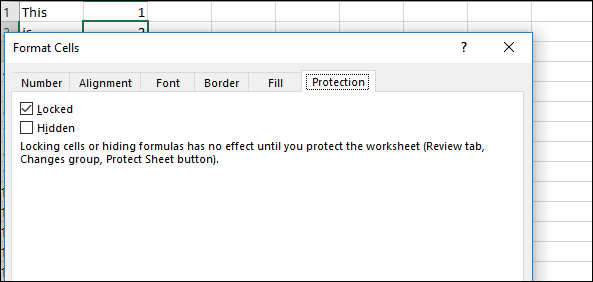 1 This 1
2 is 2
Format Cells ? ×
Number Alignment Font Border Fill Protection
Locked
Hidden
Locking cells or hiding formulas has no effect until you protect the worksheet (Review tab,
Changes group, Protect Sheet button).